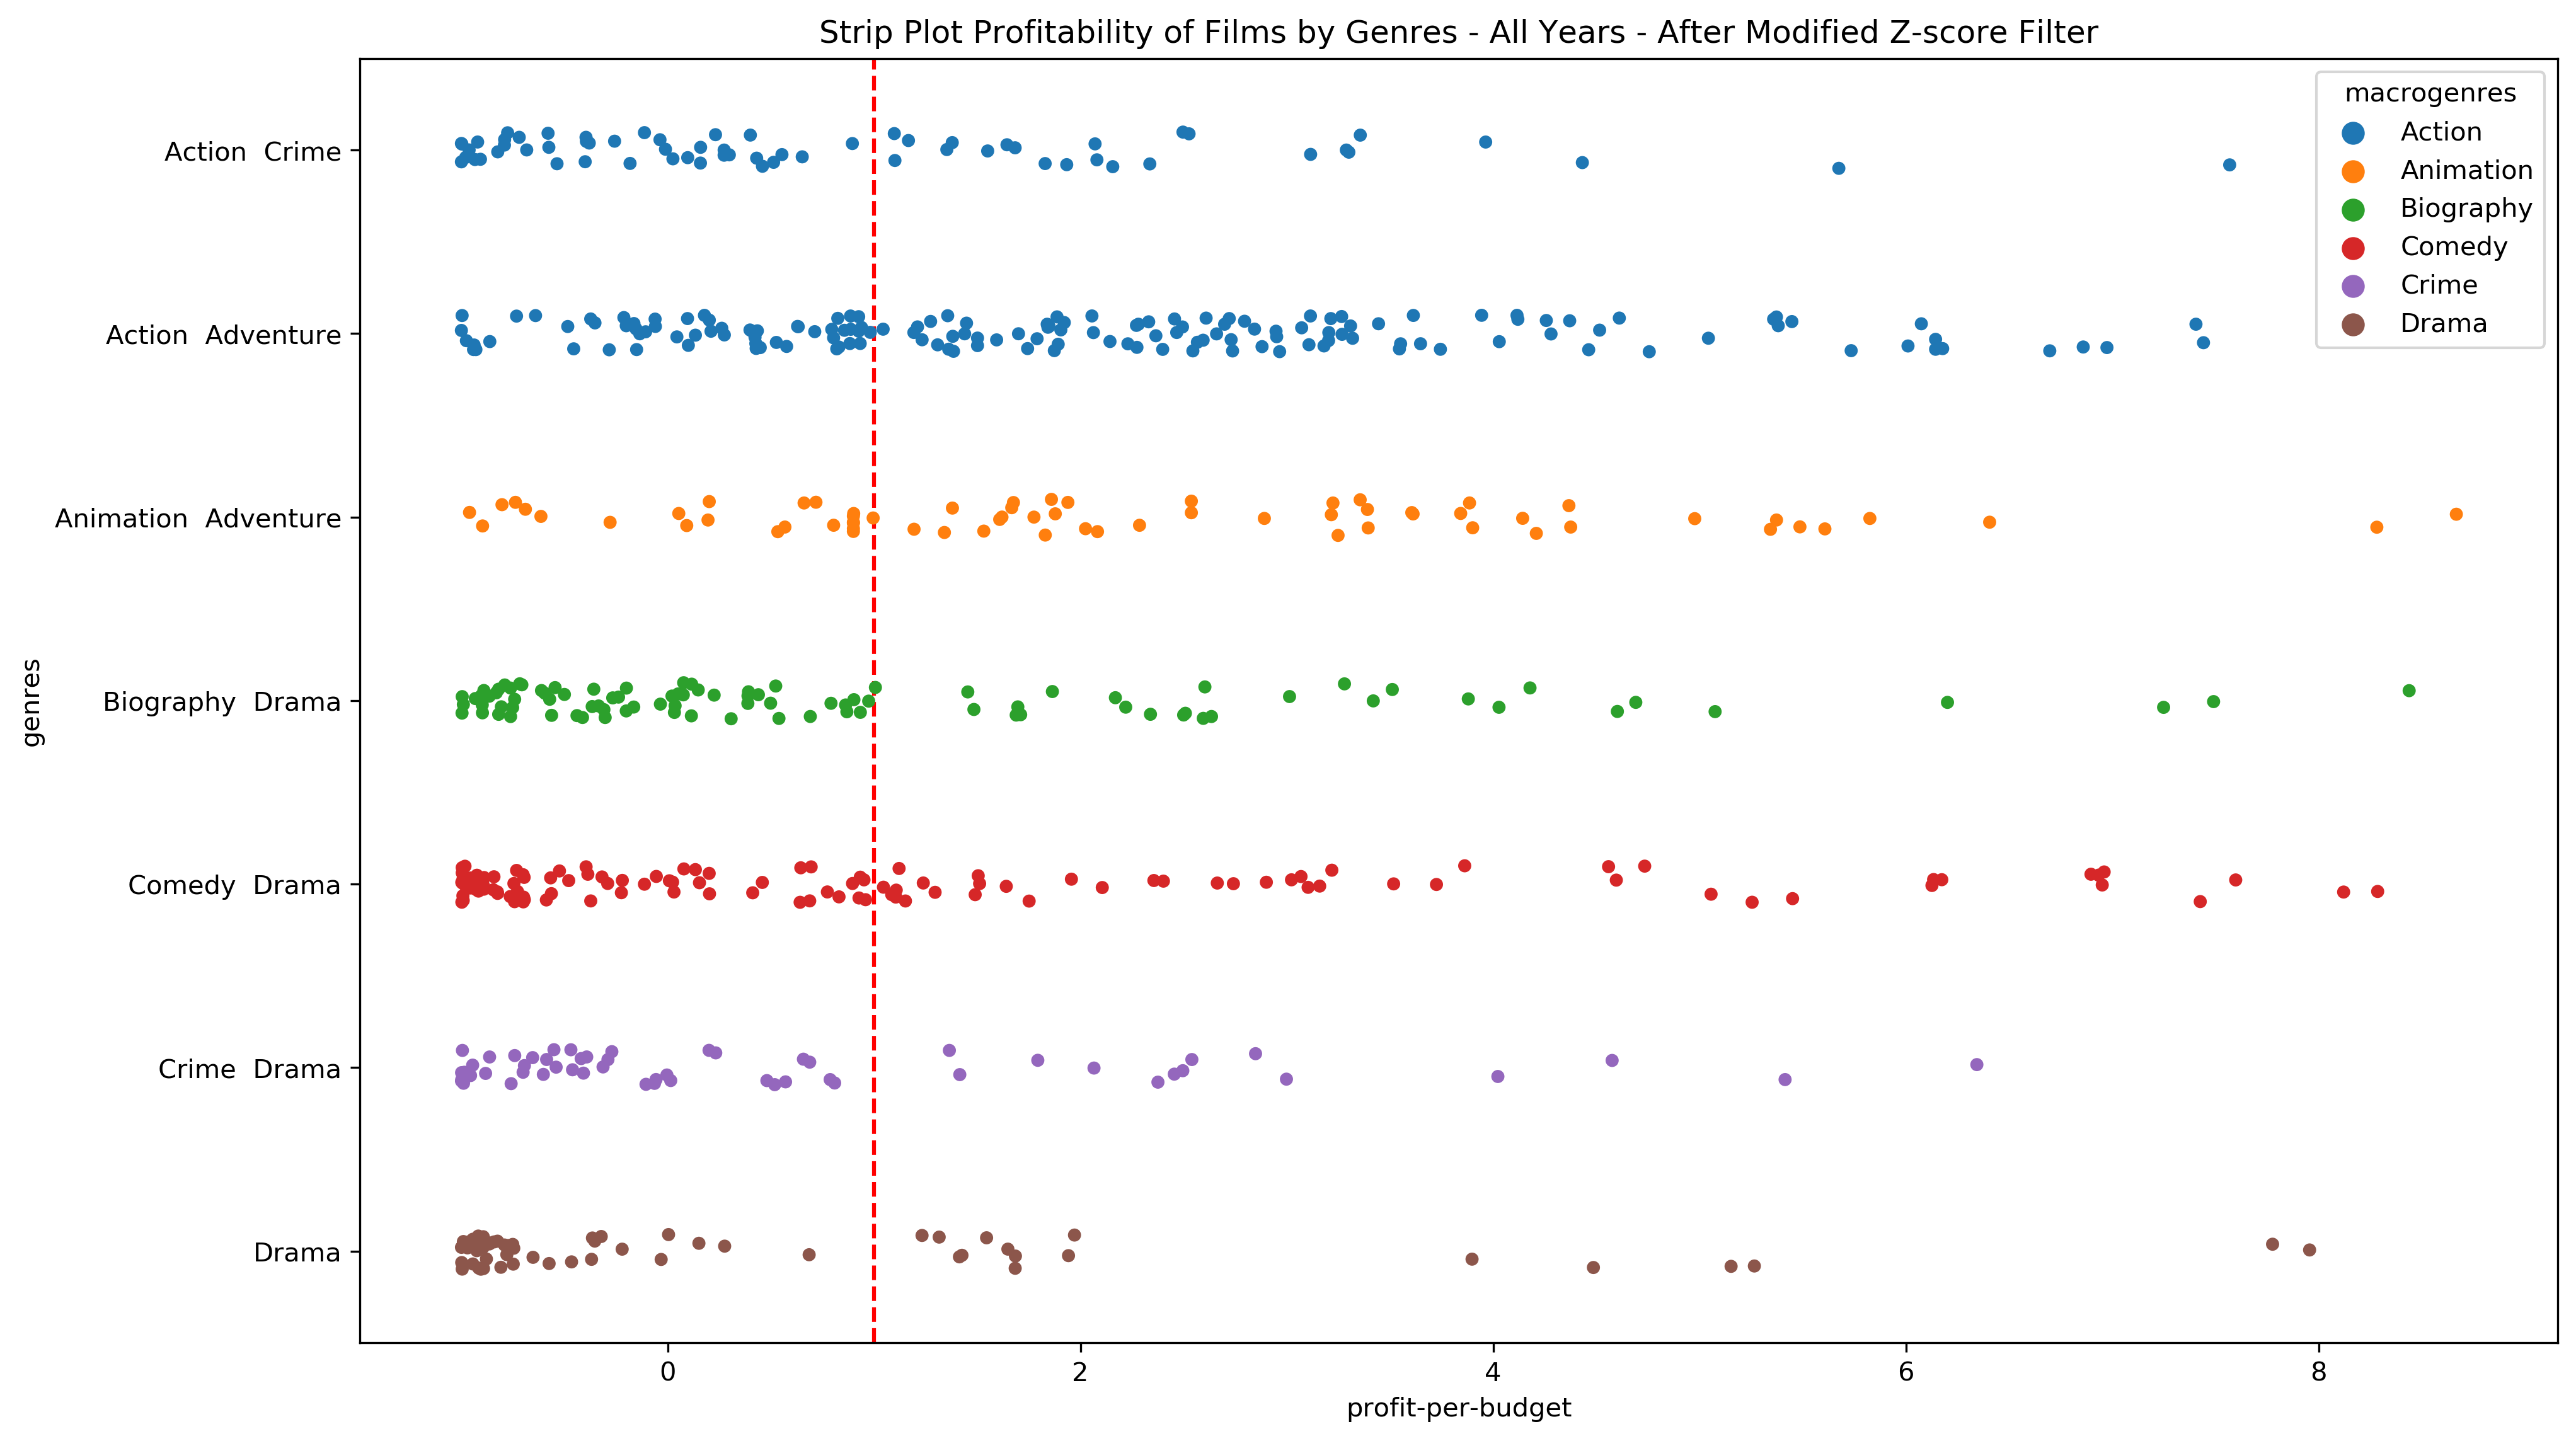 Strip Plot Profitability of Films by Genres - All Years - After Modified Z-score Filter
macrogenres
Action
Animation
Biography
Comedy
Crime
Drama
genres
Action  Crime
Action  Adventure
Animation  Adventure
Biography  Drama
Comedy  Drama
Crime  Drama
Drama
0 2 4 6 8
profit-per-budget